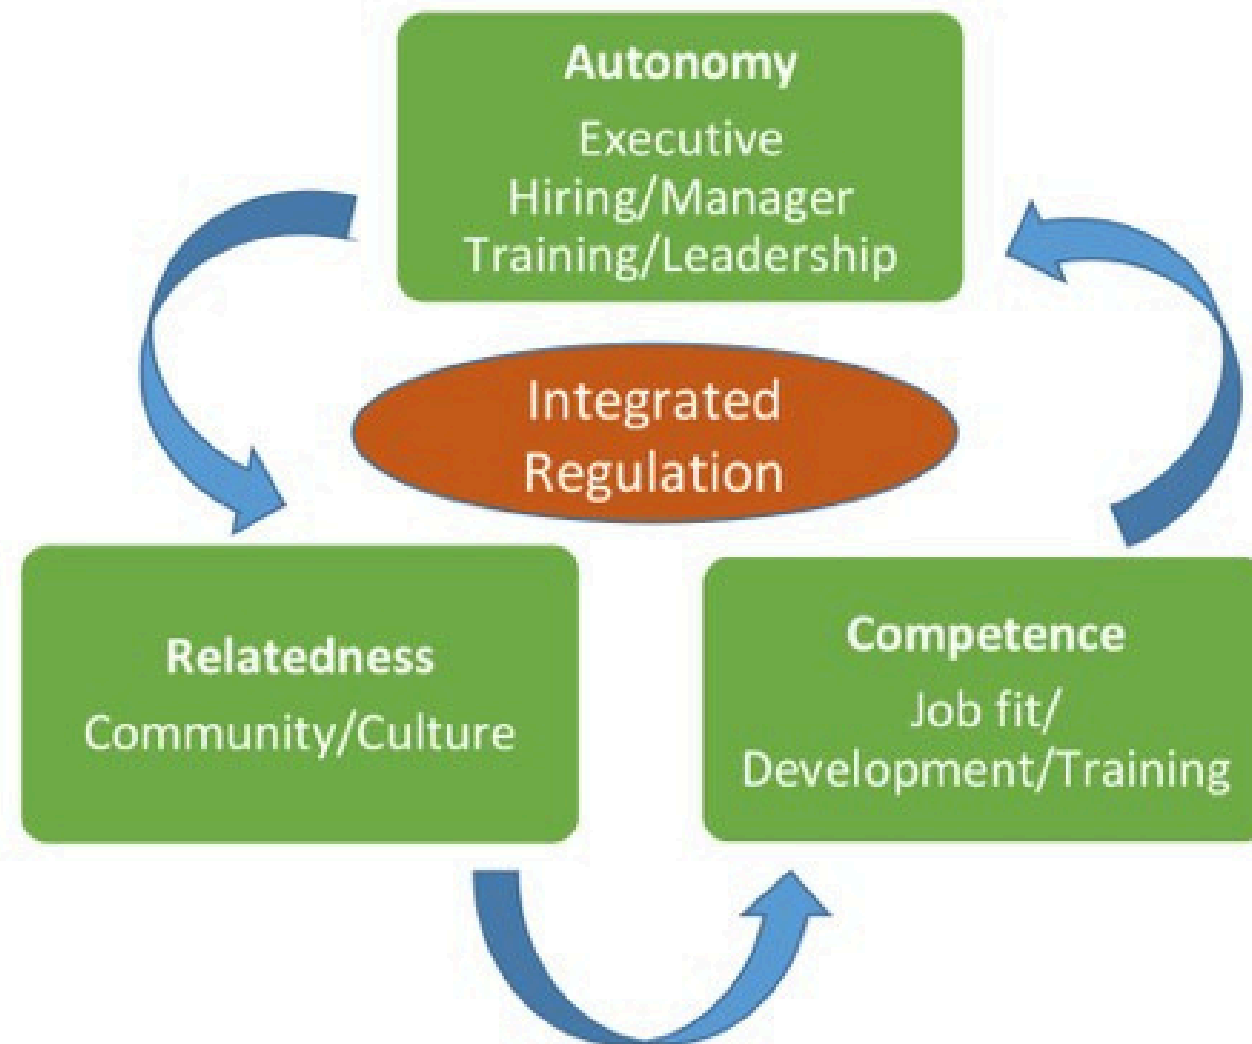 Autonomy
Executive
Hiring/Manager
Training/Leadership
Integrated
Regulation
Relatedness
Community/Culture
Competence
Job fit/
Development/Training